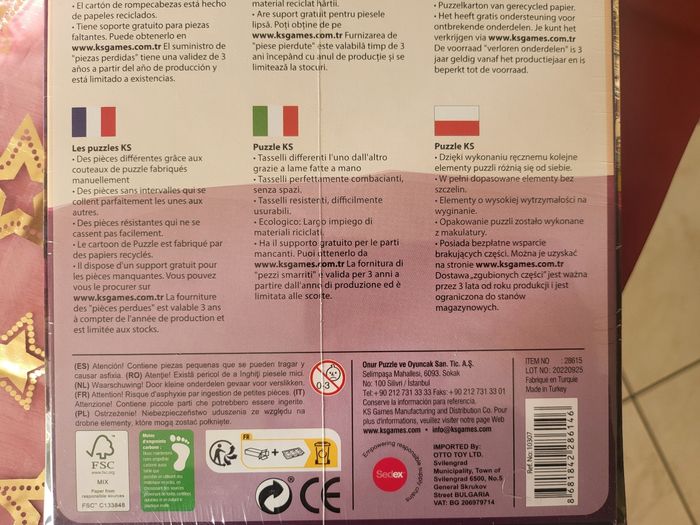 • El cartón de rompecabezas está hecho
de papeles reciclados.
• Tiene soporte gratuito para piezas
faltantes. Puede obtenerlo en
www.ksgames.com.tr El suministro de
"piezas perdidas" tiene una validez de 3
años a partir del año de producción y
está limitado a existencias.
material reciclat hârtii.
• Are suport gratuit pentru piesele
lipsă. Poți obține de pe
www.ksgames.com.tr Furnizarea de
"piese pierdute" este valabilă timp de 3
ani începând cu anul de producție și se
limitează la stocuri.
• Puzzelkarton van gerecycled papier.
• Het heeft gratis ondersteuning voor
ontbrekende onderdelen. Je kunt het
verkrijgen via www.ksgames.com.tr
De voorraad "verloren onderdelen" is 3
jaar geldig vanaf het productiejaar en is
beperkt tot de voorraad.
Les puzzles KS
• Des pièces différentes grâce aux
couteaux de puzzle fabriqués
manuellement
• Des pièces sans intervalles qui se
collent parfaitement les unes aux
autres.
• Des pièces résistantes qui ne se
cassent pas facilement.
• Le cartoon de Puzzle est fabriqué par
des papiers recyclés.
• Il dispose d'un support gratuit pour
les pièces manquantes. Vous pouvez
vous le procurer sur
www.ksgames.com.tr La fourniture
des "pièces perdues" est valable 3 ans
à compter de l'année de production et
est limitée aux stocks.
Puzzle KS
• Tasselli differenti l'uno dall'altro
grazie a lame fatte a mano
• Tasselli perfettamente combacianti,
senza spazi.
• Tasselli resistenti, difficilmente
usurabili.
• Ecologico: Largo impiego di
materiali riciclati.
• Ha il supporto gratuito per le parti
mancanti. Puoi ottenerlo da
www.ksgames.com.tr La fornitura di
"pezzi smarriti" è valida per 3 anni a
partire dall'anno di produzione ed è
limitata alle scorte.
Puzzle KS
• Dzięki wykonaniu ręcznemu kolejne
elementy puzzli różnią się od siebie.
• W pełni dopasowane elementy bez
szczelin.
• Elementy o wysokiej wytrzymałości na
wyginanie.
• Opakowanie puzzli zostało wykonane
z makulatury.
• Posiada bezpłatne wsparcie
brakujących części. Można je uzyskać
na stronie www.ksgames.com.tr
Dostawa „zgubionych części” jest ważna
przez 3 lata od roku produkcji i jest
ograniczona do stanów
magazynowych.
(ES) Atención! Contiene piezas pequenas que se pueden tragar y
causar asfixia. (RO) Atenţie! Există pericol de a înghiţi piesele mici.
(NL) Waarschuwing! Door kleine onderdelen gevaar voor verslikken.
(FR) Attention! Risque d'asphyxie par ingestion de petites pièces. (IT)
Attenzione! Contiene piccole parti che potrebbero essere ingerite.
(PL) Ostrzeżenie! Niebezpieczeństwo uduszenia ze względu na
drobne elementy, które mogą zostać połknięte.
0-3
Onur Puzzle ve Oyuncak San. Tic. A.Ş.
Selimpaşa Mahallesi, 6093. Sokak
No: 100 Silivri / İstanbul
Tel:+90 212 731 33 33 Faks:+90 212 731 33 01
Conserve la información para referencia.
KS Games Manufacturing and Distribution Co. Pour
plus d'informations, veuillez visiter notre page Web
www.ksgames.com • info@ksgames.com
ITEM NO : 28615
LOT NO: 20220925
Fabriqué en Turquie
Made in Turkey
Ref. No: 10307
8 681842 286146
FSC
www.fsc.org
MIX
Paper from
responsible sources
FSC™ C133848
Moins
d'empreinte
carbone :
FR
CE
Sedex
Empowering responsible supply chains
IMPORTED BY:
OTTO TOY LTD.
Svilengrad
Municipality, Town of
Svilengrad 6500, No.5
General Skrukov
Street BULGARIA
VAT: BG 206979714